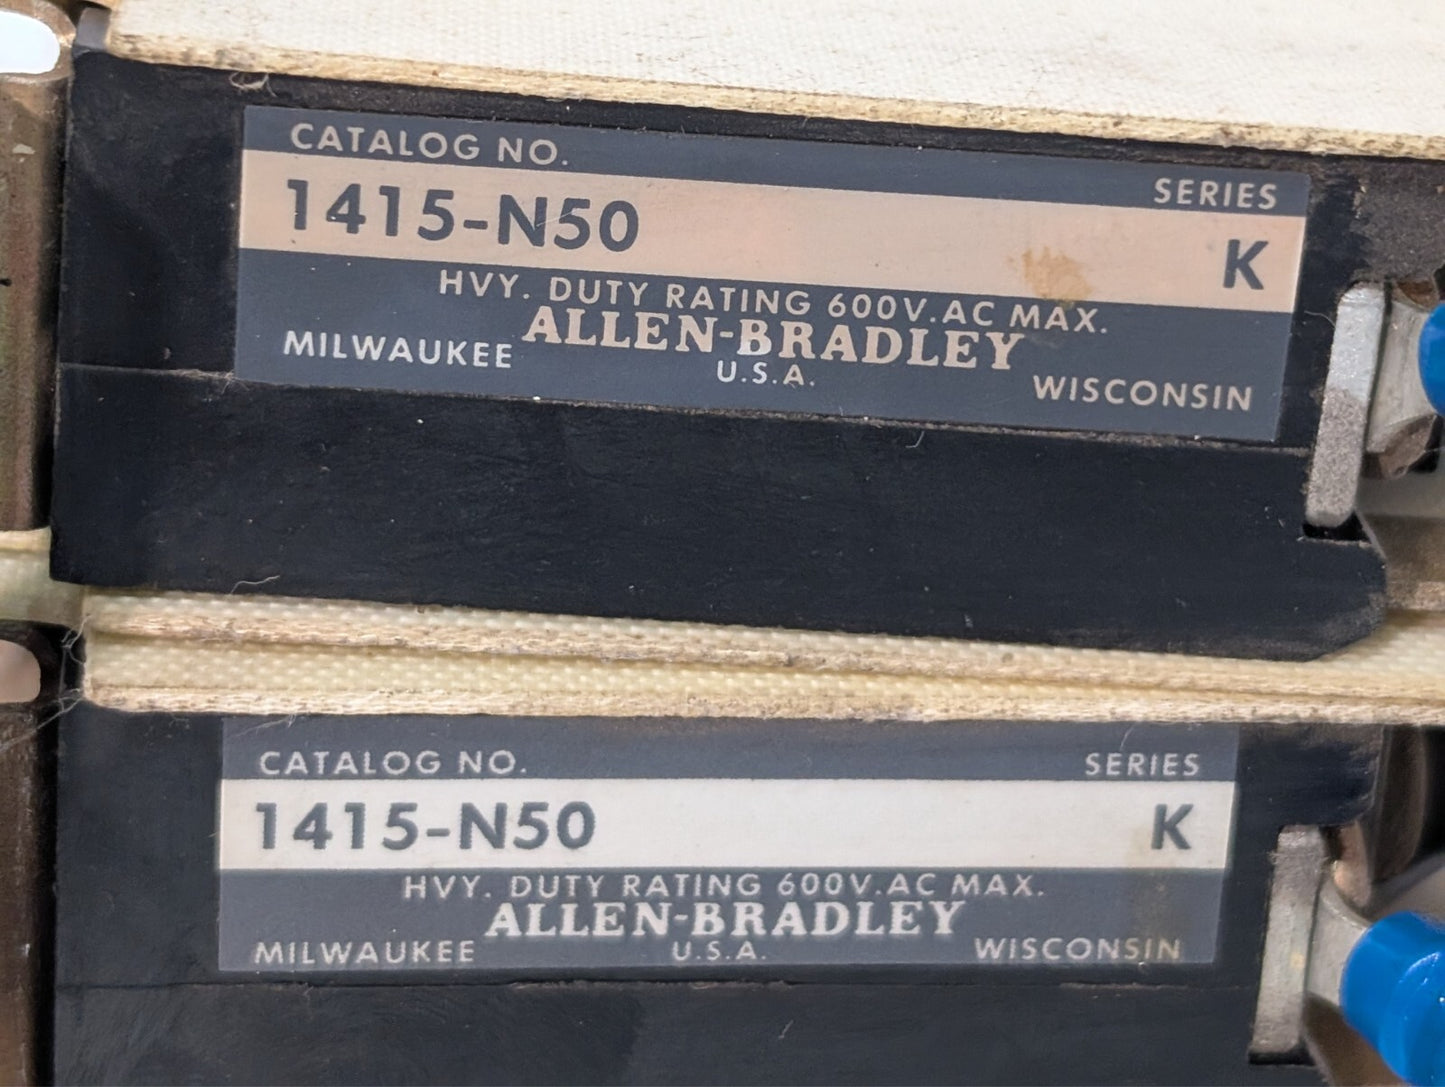 CATALOG NO. SERIES
1415-N50 K
HVY. DUTY RATING 600V.AC MAX.
ALLEN-BRADLEY
MILWAUKEE U.S.A. WISCONSIN
CATALOG NO. SERIES
1415-N50 K
HVY. DUTY RATING 600V.AC MAX.
ALLEN-BRADLEY
MILWAUKEE U.S.A. WISCONSIN